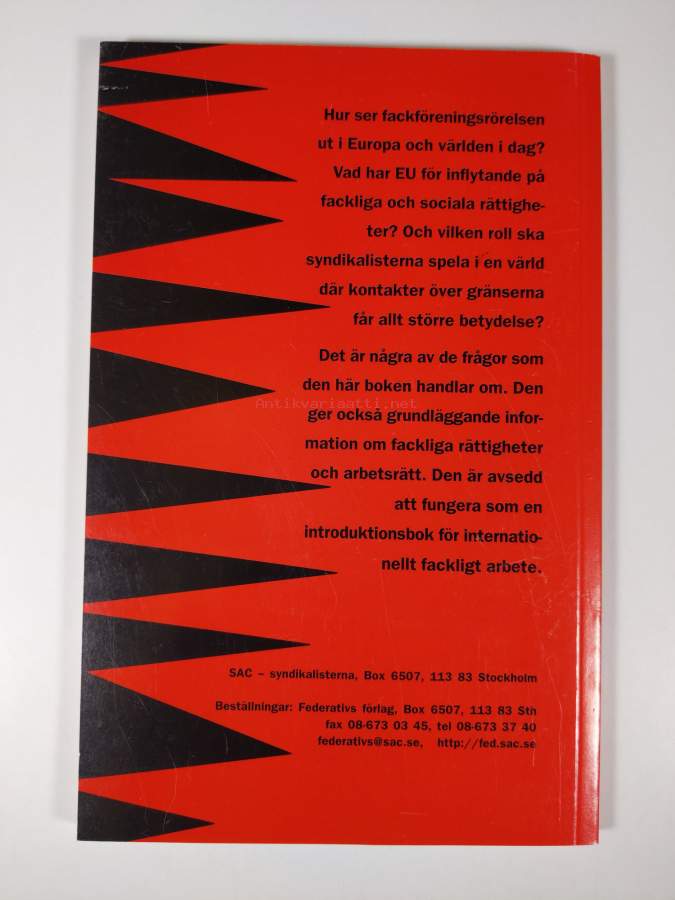 Hur ser fackföreningsrörelsen
ut i Europa och världen i dag?
Vad har EU för inflytande på
fackliga och sociala rättighe-
ter? Och vilken roll ska
syndikalisterna spela i en värld
där kontakter över gränserna
får allt större betydelse?
Det är några av de frågor som
den här boken handlar om. Den
Antikvariaatti.net
ger också grundläggande infor-
mation om fackliga rättigheter
och arbetsrätt. Den är avsedd
att fungera som en
introduktionsbok för internatio-
nellt fackligt arbete.
SAC – syndikalisterna, Box 6507, 113 83 Stockholm
Beställningar: Federativs förlag, Box 6507, 113 83 Sth
fax 08-673 03 45, tel 08-673 37 40
federativs@sac.se, http://fed.sac.se